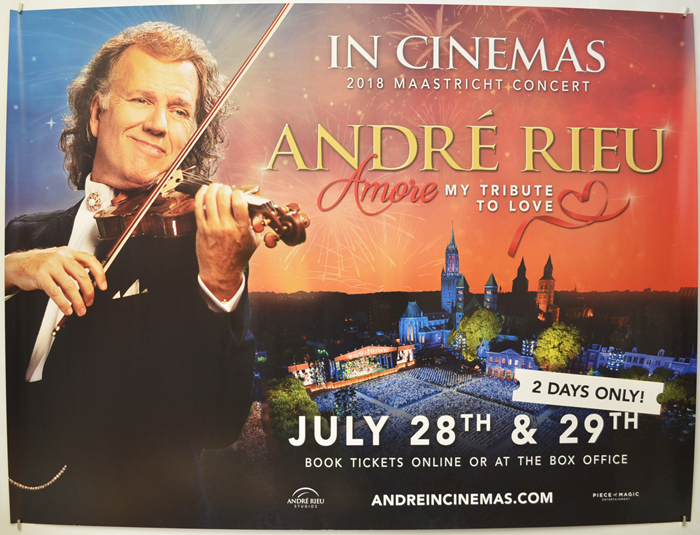 IN CINEMAS
2018 MAASTRICHT CONCERT
ANDRÉ RIEU
Amore MY TRIBUTE
TO LOVE
2 DAYS ONLY!
JULY 28TH & 29TH
BOOK TICKETS ONLINE OR AT THE BOX OFFICE
ANDRÉ RIEU
STUDIOS
ANDREINCINEMAS.COM
PIECE OF MAGIC
ENTERTAINMENT